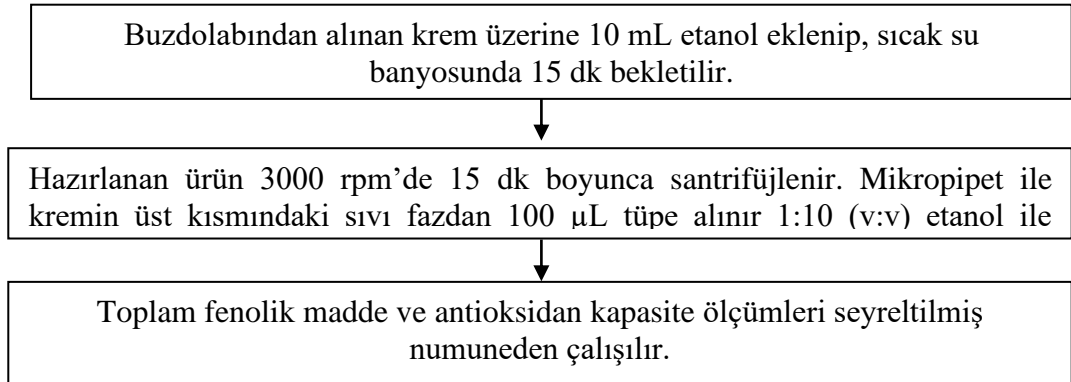 Buzdolabından alınan krem üzerine 10 mL etanol eklenip, sıcak su
banyosunda 15 dk bekletilir.
Hazırlanan ürün 3000 rpm’de 15 dk boyunca santrifüjlenir. Mikropipet ile
kremin üst kısmındaki sıvı fazdan 100 µL tüpe alınır 1:10 (v:v) etanol ile
Toplam fenolik madde ve antioksidan kapasite ölçümleri seyreltilmiş
numuneden çalışılır.